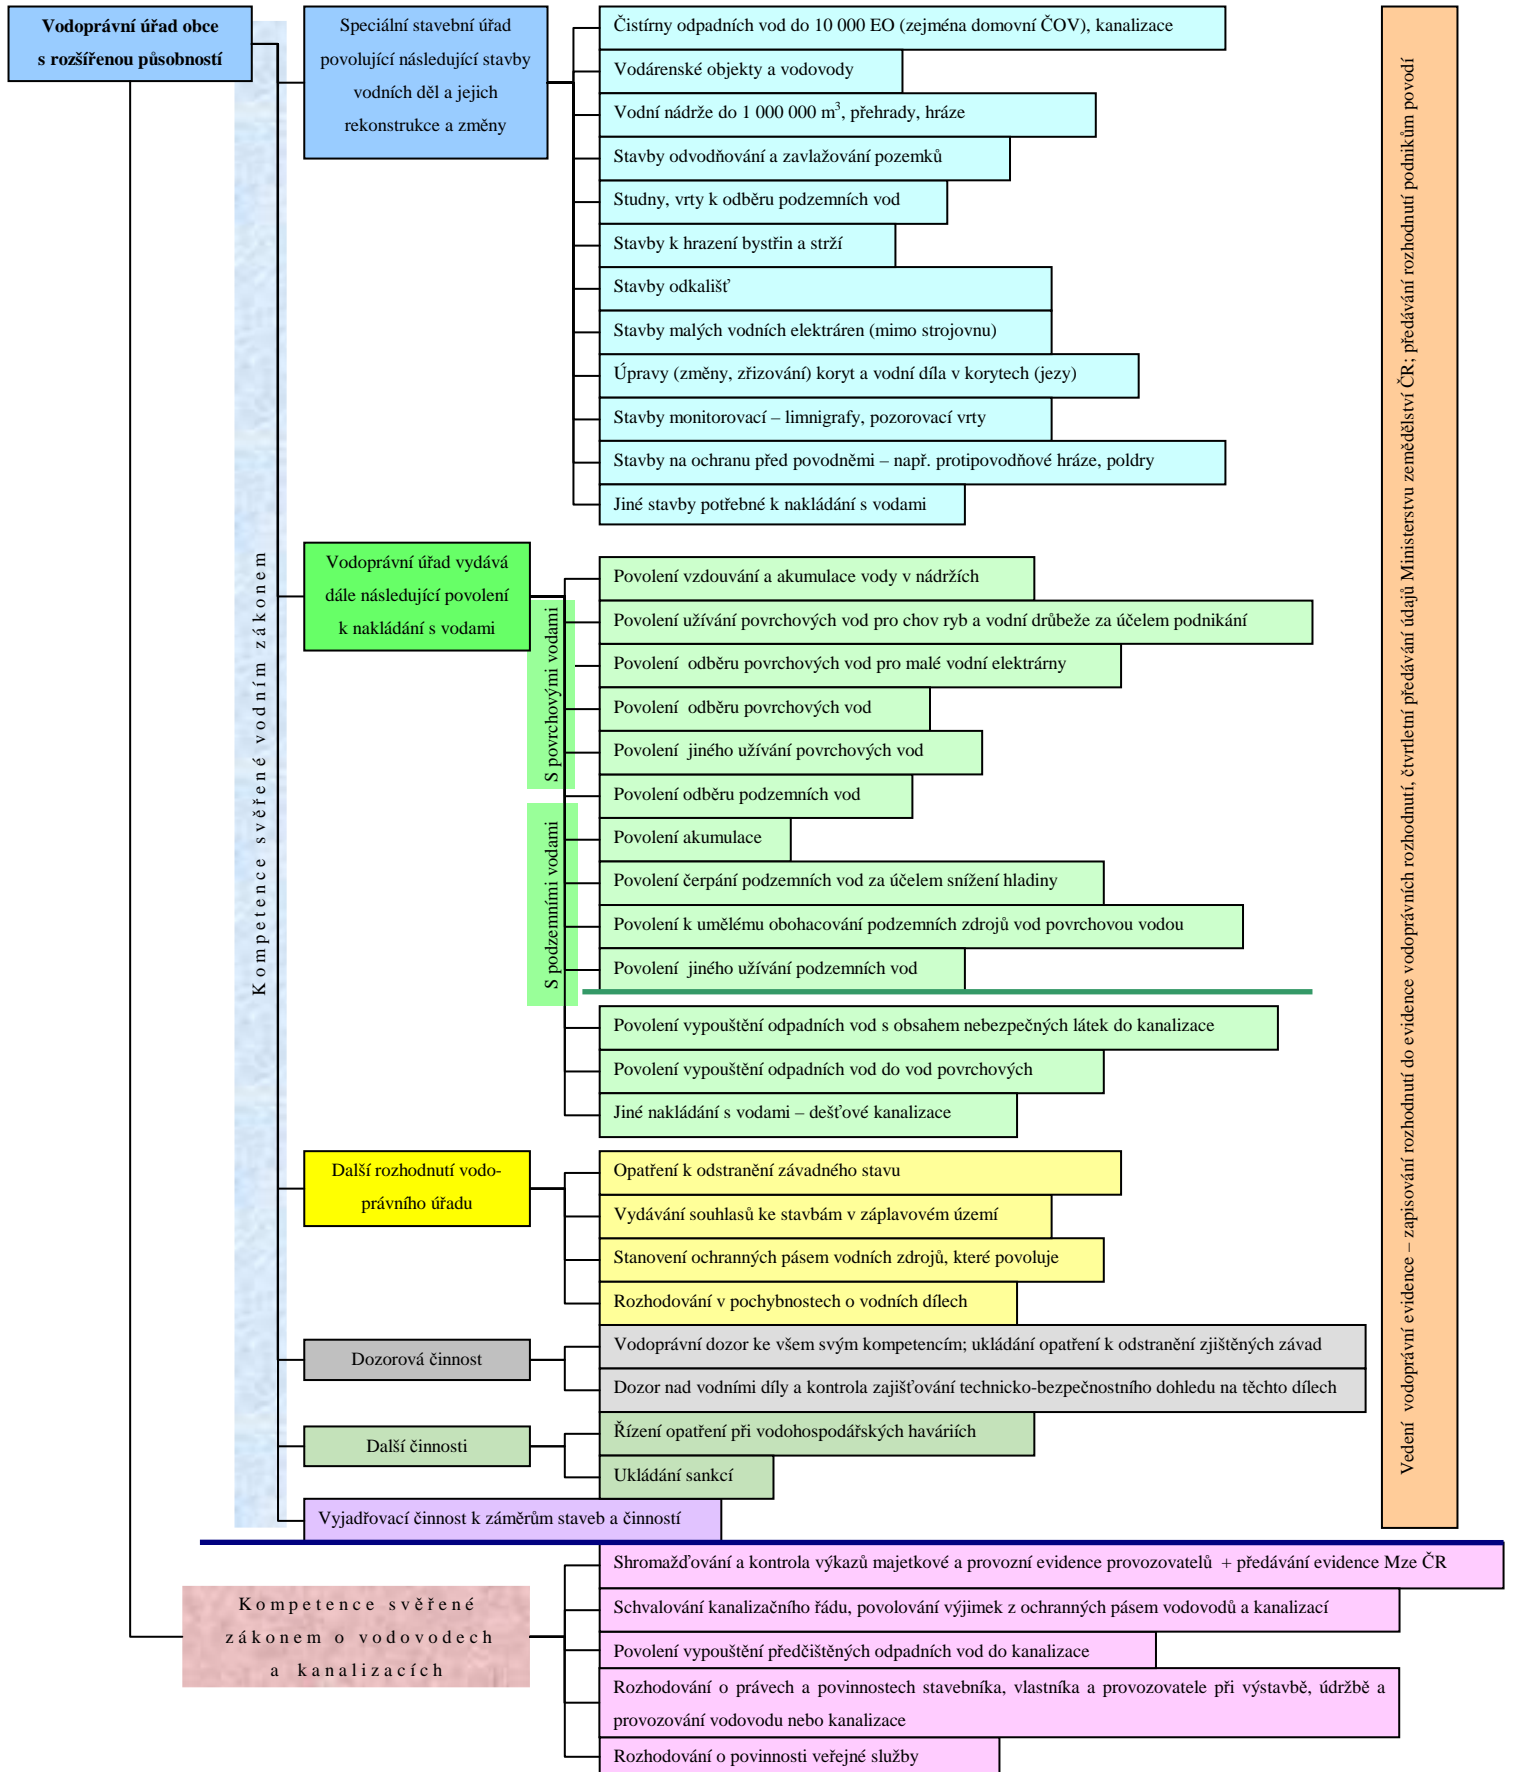 Vodoprávní úřad obce
s rozšířenou působností
Kompetence svěřené vodním zákonem
Speciální stavební úřad
povolující následující stavby
vodních děl a jejich
rekonstrukce a změny
Čistírny odpadních vod do 10 000 EO (zejména domovní ČOV), kanalizace
Vodárenské objekty a vodovody
Vodní nádrže do 1 000 000 m³, přehrady, hráze
Stavby odvodňování a zavlažování pozemků
Studny, vrty k odběru podzemních vod
Stavby k hrazení bystřin a strží
Stavby odkališť
Stavby malých vodních elektráren (mimo strojovnu)
Úpravy (změny, zřizování) koryt a vodní díla v korytech (jezy)
Stavby monitorovací – limnigrafy, pozorovací vrty
Stavby na ochranu před povodněmi – např. protipovodňové hráze, poldry
Jiné stavby potřebné k nakládání s vodami
Vodoprávní úřad vydává
dále následující povolení
k nakládání s vodami
S povrchovými vodami
Povolení vzdouvání a akumulace vody v nádržích
Povolení užívání povrchových vod pro chov ryb a vodní drůbeže za účelem podnikání
Povolení odběru povrchových vod pro malé vodní elektrárny
Povolení odběru povrchových vod
Povolení jiného užívání povrchových vod
S podzemními vodami
Povolení odběru podzemních vod
Povolení akumulace
Povolení čerpání podzemních vod za účelem snížení hladiny
Povolení k umělému obohacování podzemních zdrojů vod povrchovou vodou
Povolení jiného užívání podzemních vod
Povolení vypouštění odpadních vod s obsahem nebezpečných látek do kanalizace
Povolení vypouštění odpadních vod do vod povrchových
Jiné nakládání s vodami – dešťové kanalizace
Další rozhodnutí vodo-
právního úřadu
Opatření k odstranění závadného stavu
Vydávání souhlasů ke stavbám v záplavovém území
Stanovení ochranných pásem vodních zdrojů, které povoluje
Rozhodování v pochybnostech o vodních dílech
Dozorová činnost
Vodoprávní dozor ke všem svým kompetencím; ukládání opatření k odstranění zjištěných závad
Dozor nad vodními díly a kontrola zajišťování technicko-bezpečnostního dohledu na těchto dílech
Další činnosti
Řízení opatření při vodohospodářských haváriích
Ukládání sankcí
Vyjadřovací činnost k záměrům staveb a činností
Vedení vodoprávní evidence – zapisování rozhodnutí do evidence vodoprávních rozhodnutí, čtvrtletní předávání údajů Ministerstvu zemědělství ČR; předávání rozhodnutí podnikům povodí
Kompetence svěřené
zákonem o vodovodech
a kanalizacích
Shromažďování a kontrola výkazů majetkové a provozní evidence provozovatelů + předávání evidence Mze ČR
Schvalování kanalizačního řádu, povolování výjimek z ochranných pásem vodovodů a kanalizací
Povolení vypouštění předčištěných odpadních vod do kanalizace
Rozhodování o právech a povinnostech stavebníka, vlastníka a provozovatele při výstavbě, údržbě a
provozování vodovodu nebo kanalizace
Rozhodování o povinnosti veřejné služby